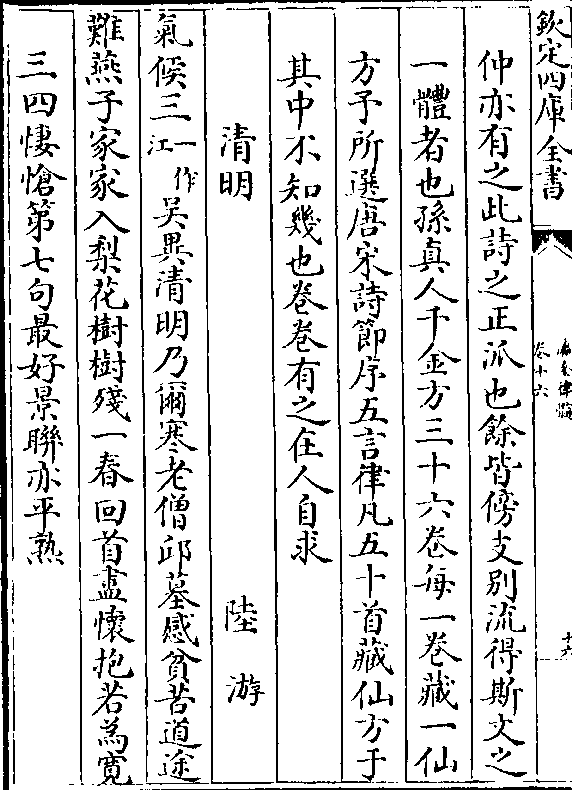 欽定四庫全書
瀛奎律髓
卷十六
十六
仲亦有之此詩之正派也餘皆傍支别流得斯文之
一體者也孫真人千金方三十六卷每一卷藏一仙
方予所選唐宋詩節序五言律凡五十首藏仙方于
其中不知幾也卷卷有之在人自求
清明 陸游
氣候三一作江吳異清明乃爾寒老僧邱墓感貧苦道途
難燕子家家入梨花樹樹殘一春回首盡懷抱若為寛
三四悽愴第七句最好景聯亦平熟